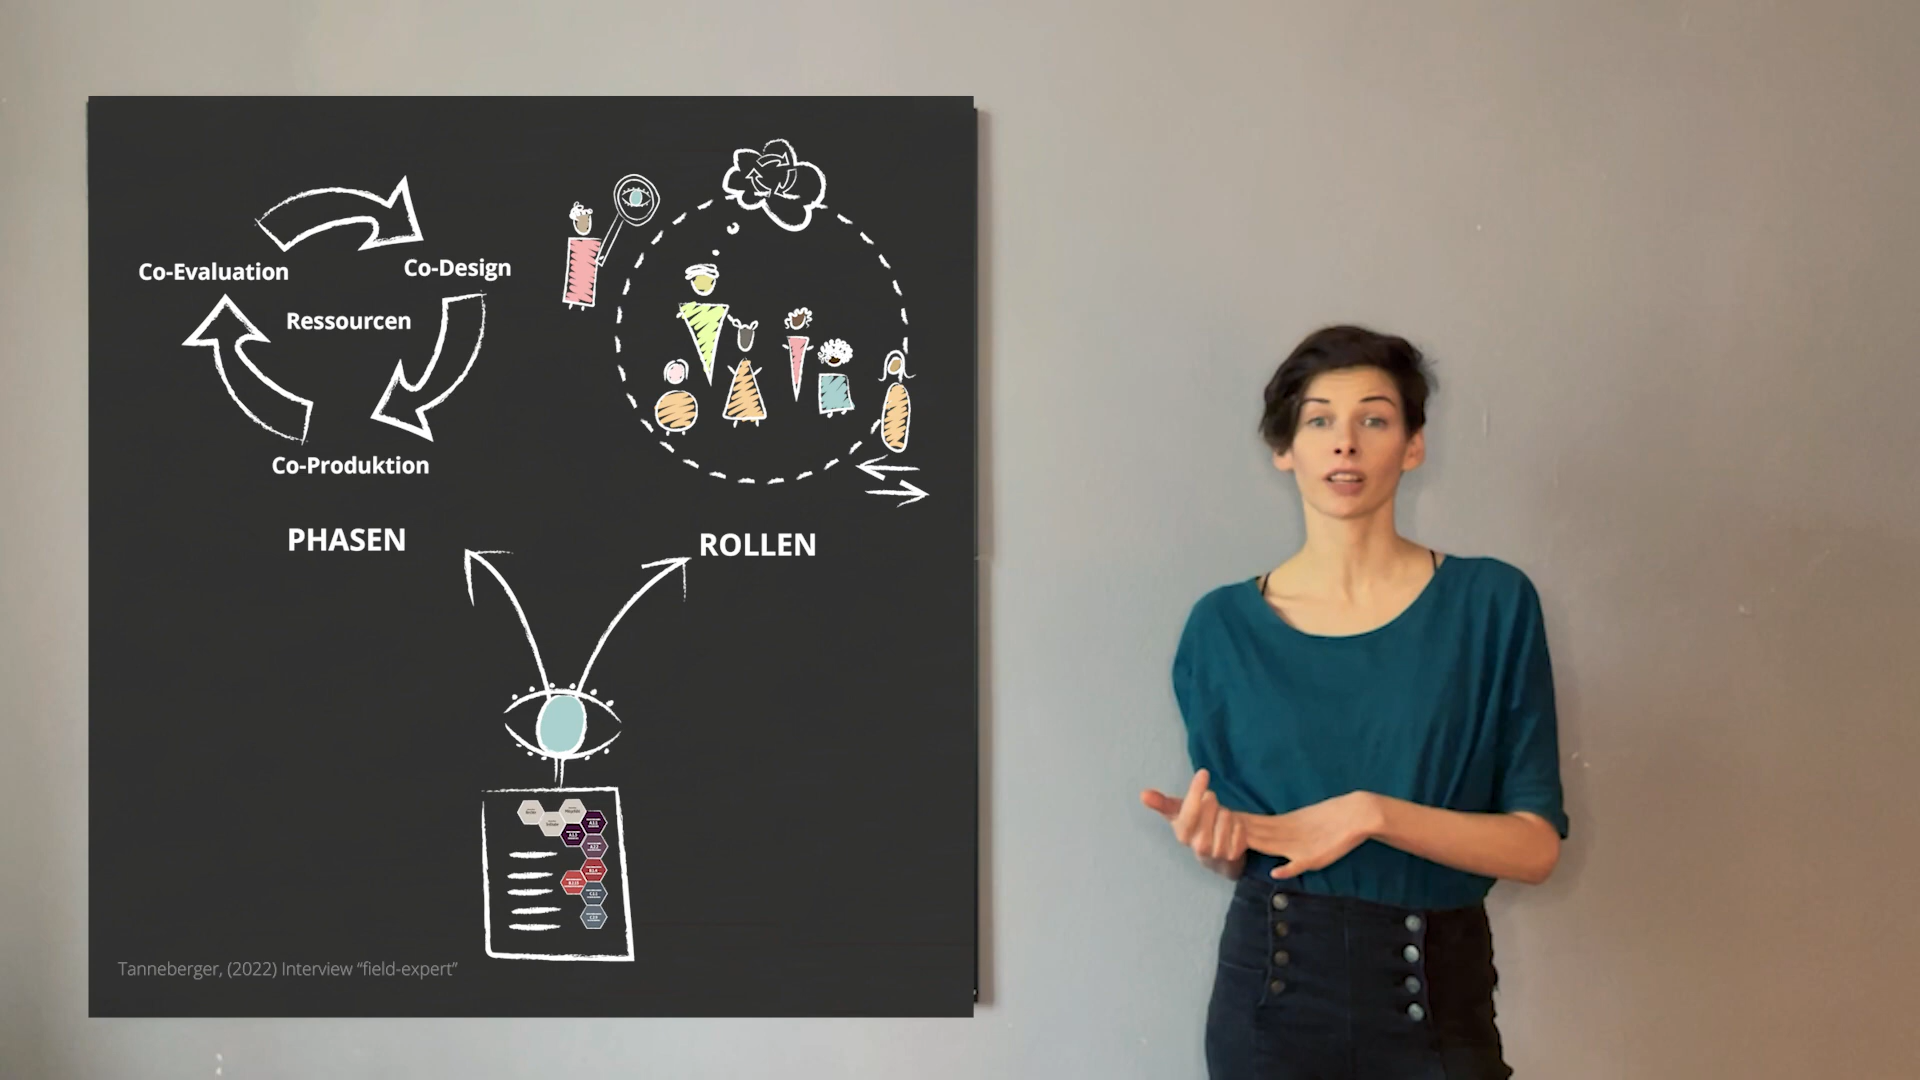 Co-Evaluation
Co-Design
Ressourcen
Co-Produktion
PHASEN
ROLLEN
Tanneberger, (2022) Interview “field-expert”